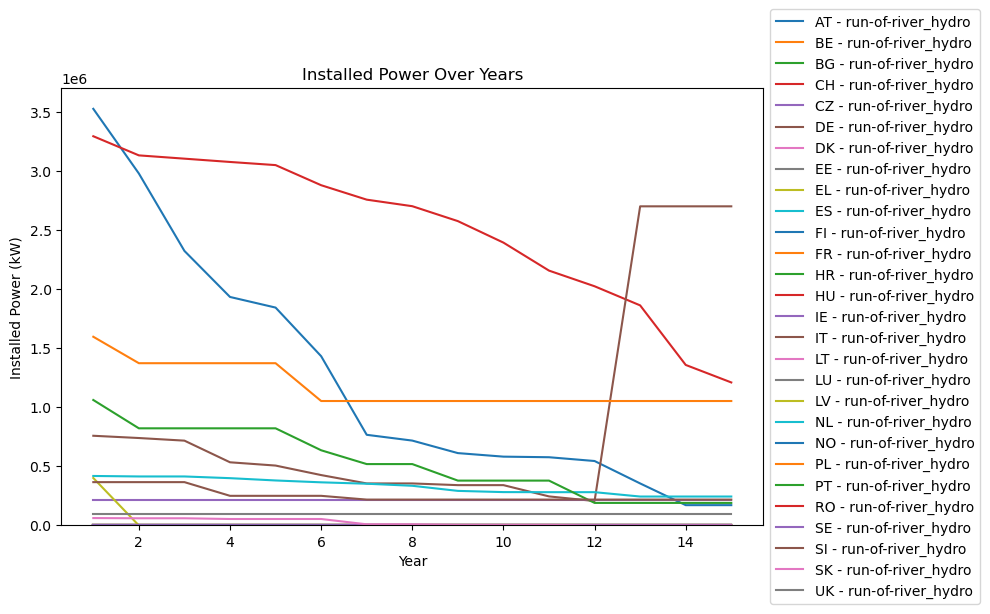 Installed Power Over Years
1e6
Installed Power (kW)
3.5
3.0
2.5
2.0
1.5
1.0
0.5
0.0
2 4 6 8 10 12 14
Year
AT - run-of-river_hydro
BE - run-of-river_hydro
BG - run-of-river_hydro
CH - run-of-river_hydro
CZ - run-of-river_hydro
DE - run-of-river_hydro
DK - run-of-river_hydro
EE - run-of-river_hydro
EL - run-of-river_hydro
ES - run-of-river_hydro
FI - run-of-river_hydro
FR - run-of-river_hydro
HR - run-of-river_hydro
HU - run-of-river_hydro
IE - run-of-river_hydro
IT - run-of-river_hydro
LT - run-of-river_hydro
LU - run-of-river_hydro
LV - run-of-river_hydro
NL - run-of-river_hydro
NO - run-of-river_hydro
PL - run-of-river_hydro
PT - run-of-river_hydro
RO - run-of-river_hydro
SE - run-of-river_hydro
SI - run-of-river_hydro
SK - run-of-river_hydro
UK - run-of-river_hydro